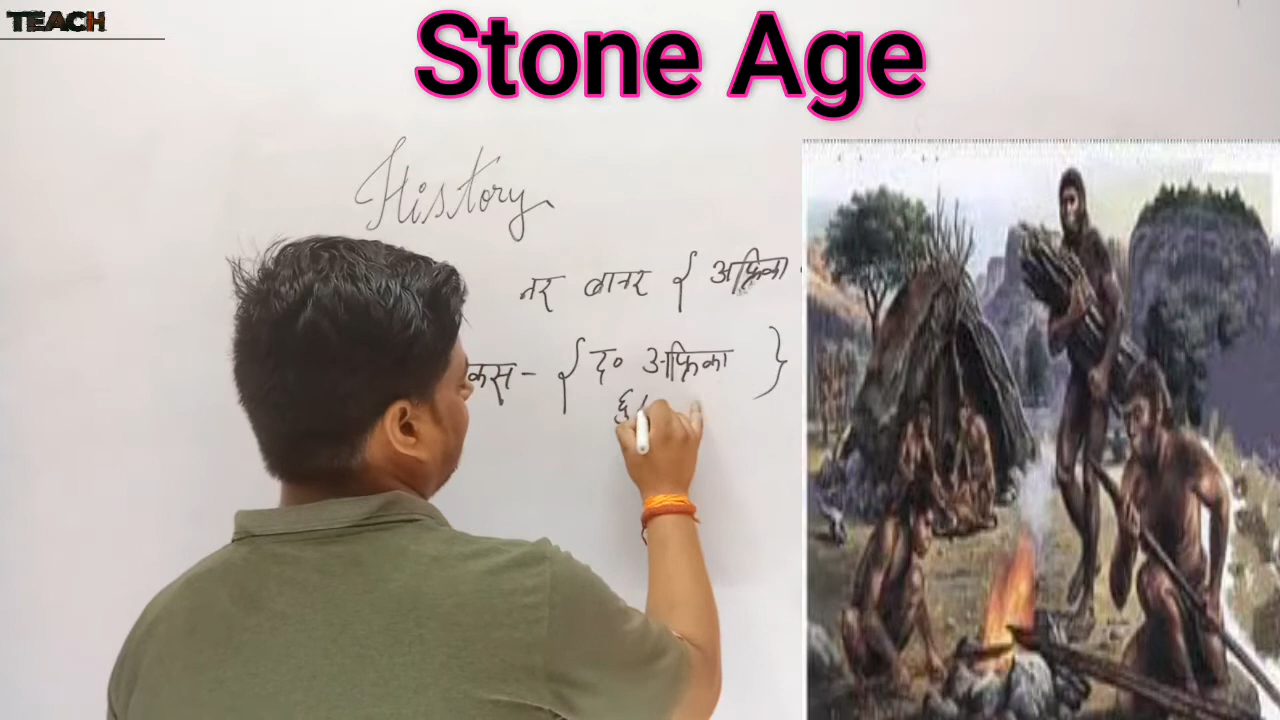 TEACH
Stone Age
History
नर वानर { अफ्रिका
कस - { द० अफ्रिका }